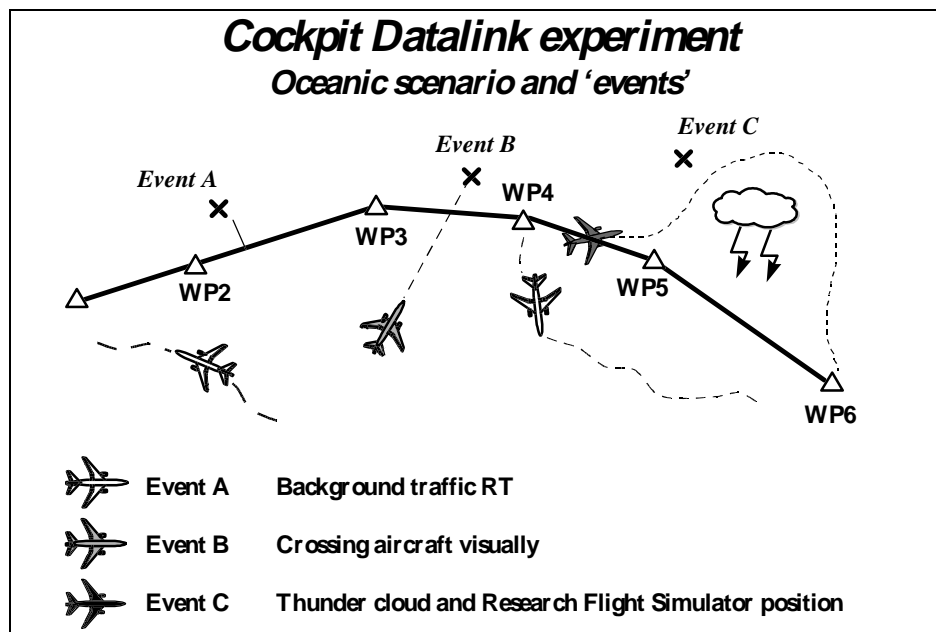 Cockpit Datalink experiment
Oceanic scenario and ‘events’
Event C
Event B
Event A
WP4
WP3
WP2
WP5
WP6
Event A Background traffic RT
Event B Crossing aircraft visually
Event C Thunder cloud and Research Flight Simulator position